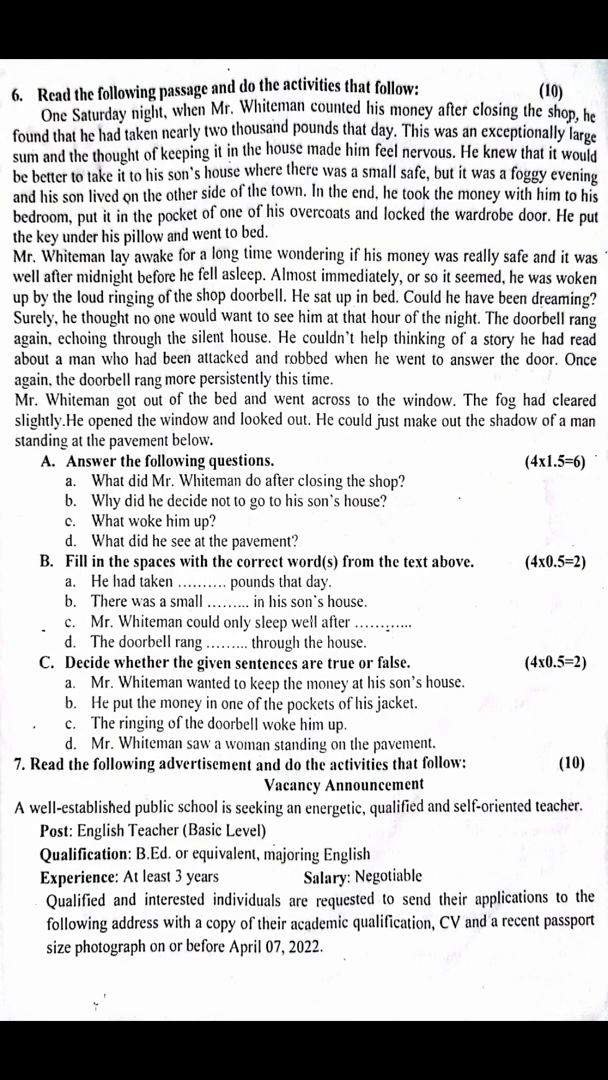 6. Read the following passage and do the activities that follow: (10)
One Saturday night, when Mr. Whiteman counted his money after closing the shop, he
found that he had taken nearly two thousand pounds that day. This was an exceptionally large
sum and the thought of keeping it in the house made him feel nervous. He knew that it would
be better to take it to his son's house where there was a small safe, but it was a foggy evening
and his son lived on the other side of the town. In the end, he took the money with him to his
bedroom, put it in the pocket of one of his overcoats and locked the wardrobe door. He put
the key under his pillow and went to bed.
Mr. Whiteman lay awake for a long time wondering if his money was really safe and it was
well after midnight before he fell asleep. Almost immediately, or so it seemed, he was woken
up by the loud ringing of the shop doorbell. He sat up in bed. Could he have been dreaming?
Surely, he thought no one would want to see him at that hour of the night. The doorbell rang
again, echoing through the silent house. He couldn't help thinking of a story he had read
about a man who had been attacked and robbed when he went to answer the door. Once
again, the doorbell rang more persistently this time.
Mr. Whiteman got out of the bed and went across to the window. The fog had cleared
slightly.He opened the window and looked out. He could just make out the shadow of a man
standing at the pavement below.
A. Answer the following questions. (4x1.5=6)
a. What did Mr. Whiteman do after closing the shop?
b. Why did he decide not to go to his son's house?
c. What woke him up?
d. What did he see at the pavement?
B. Fill in the spaces with the correct word(s) from the text above. (4x0.5=2)
a. He had taken .......... pounds that day.
b. There was a small ......... in his son's house.
c. Mr. Whiteman could only sleep well after ............
d. The doorbell rang ......... through the house.
C. Decide whether the given sentences are true or false. (4x0.5=2)
a. Mr. Whiteman wanted to keep the money at his son's house.
b. He put the money in one of the pockets of his jacket.
c. The ringing of the doorbell woke him up.
d. Mr. Whiteman saw a woman standing on the pavement.
7. Read the following advertisement and do the activities that follow: (10)
Vacancy Announcement
A well-established public school is seeking an energetic, qualified and self-oriented teacher.
Post: English Teacher (Basic Level)
Qualification: B.Ed. or equivalent, majoring English
Experience: At least 3 years Salary: Negotiable
Qualified and interested individuals are requested to send their applications to the
following address with a copy of their academic qualification, CV and a recent passport
size photograph on or before April 07, 2022.